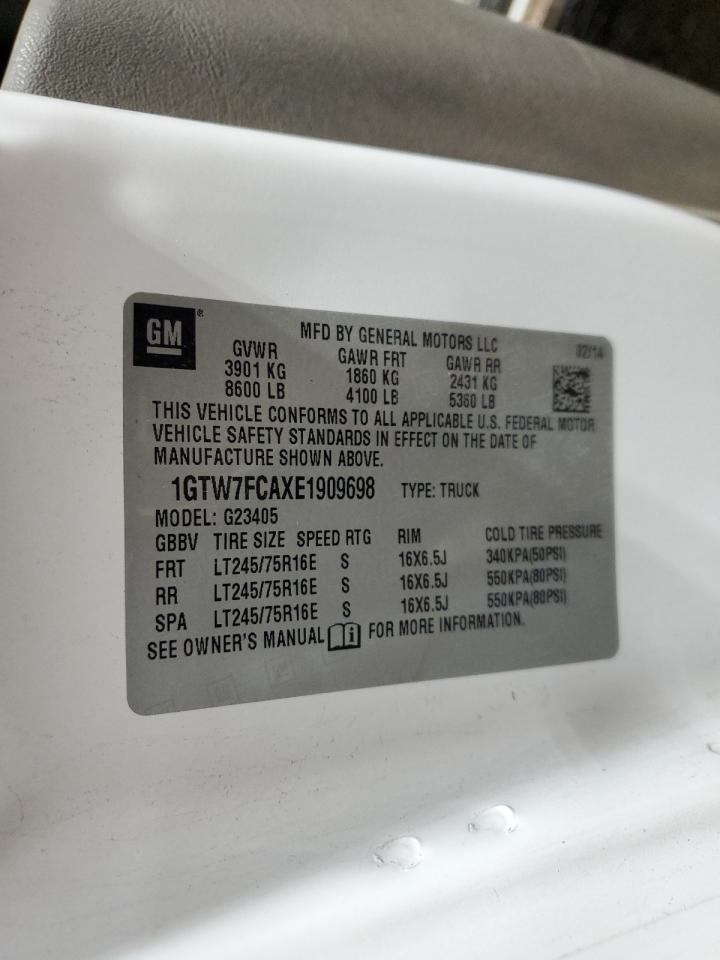 GM®
MFD BY GENERAL MOTORS LLC 02/14
GVWR GAWR FRT GAWR RR
3901 KG 1860 KG 2431 KG
8600 LB 4100 LB 5360 LB
THIS VEHICLE CONFORMS TO ALL APPLICABLE U.S. FEDERAL MOTOR
VEHICLE SAFETY STANDARDS IN EFFECT ON THE DATE OF
MANUFACTURE SHOWN ABOVE.
1GTW7FCAXE1909698 TYPE: TRUCK
MODEL: G23405
GBBV TIRE SIZE SPEED RTG RIM COLD TIRE PRESSURE
FRT LT245/75R16E S 16X6.5J 340KPA(50PSI)
RR LT245/75R16E S 16X6.5J 550KPA(80PSI)
SPA LT245/75R16E S 16X6.5J 550KPA(80PSI)
SEE OWNER'S MANUAL i FOR MORE INFORMATION.